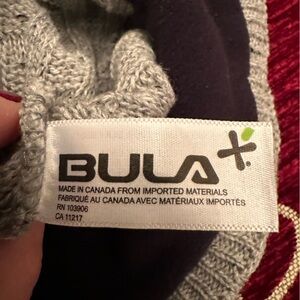 BULA
MADE IN CANADA FROM IMPORTED MATERIALS
FABRIQUÉ AU CANADA AVEC MATÉRIAUX IMPORTÉS
RN 103906
CA 11217